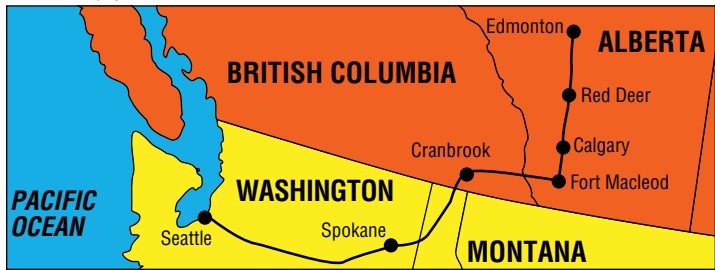 Edmonton
ALBERTA
BRITISH COLUMBIA
Red Deer
Calgary
Cranbrook
Fort Macleod
WASHINGTON
PACIFIC
OCEAN
Seattle
Spokane
MONTANA